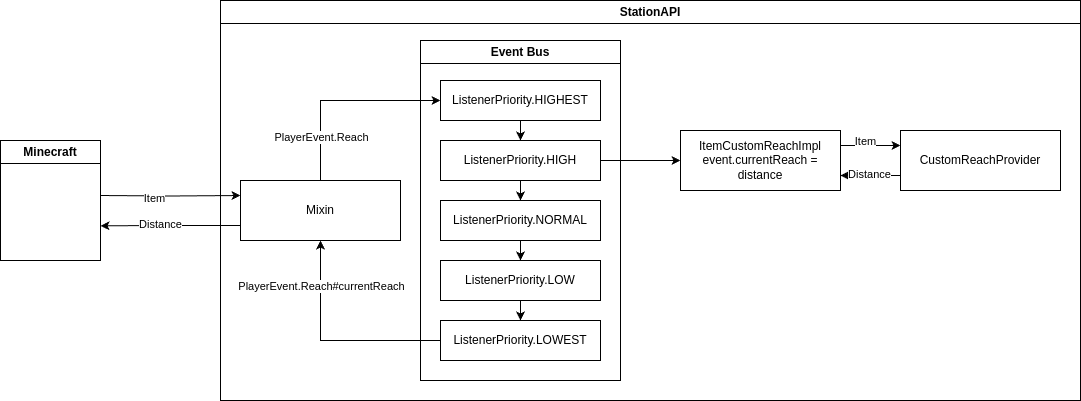 StationAPI
Event Bus
ListenerPriority.HIGHEST
PlayerEvent.Reach
Minecraft
ItemCustomReachImpl
event.currentReach =
distance
Item
CustomReachProvider
Distance
ListenerPriority.HIGH
Item
Mixin
ListenerPriority.NORMAL
Distance
ListenerPriority.LOW
PlayerEvent.Reach#currentReach
ListenerPriority.LOWEST